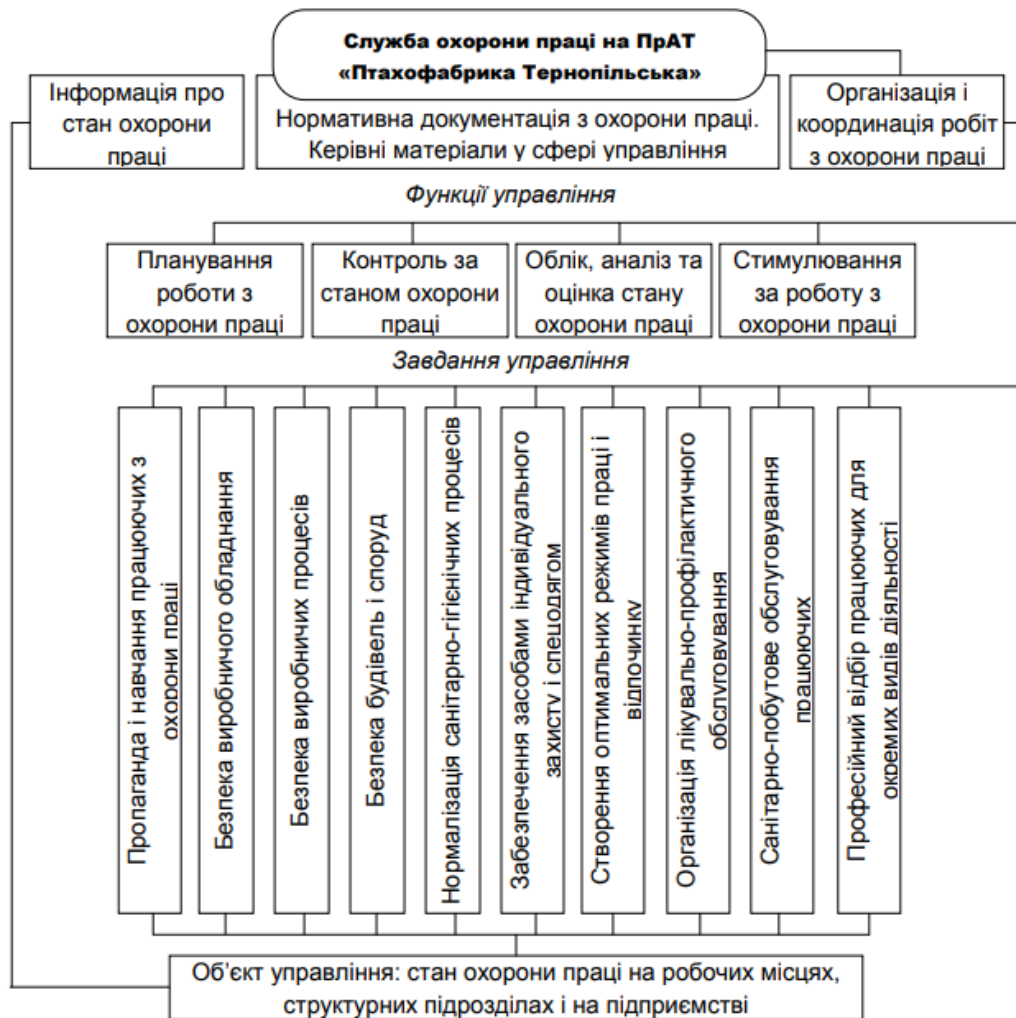 Служба охорони праці на ПрАТ
«Птахофабрика Тернопільська»
Інформація про
стан охорони
праці
Нормативна документація з охорони праці.
Керівні матеріали у сфері управління
Організація і
координація робіт
з охорони праці
Функції управління
Планування
роботи з
охорони праці
Контроль за
станом охорони
праці
Облік, аналіз та
оцінка стану
охорони праці
Стимулювання
за роботу з
охорони праці
Завдання управління
Пропаганда і навчання працюючих з
охорони праці
Безпека виробничого обладнання
Безпека виробничих процесів
Безпека будівель і споруд
Нормалізація санітарно-гігієнічних процесів
Забезпечення засобами індивідуального
захисту і спецодягом
Створення оптимальних режимів праці і
відпочинку
Організація лікувально-профілактичного
обслуговування
Санітарно-побутове обслуговування
працюючих
Професійний відбір працюючих для
окремих видів діяльності
Об’єкт управління: стан охорони праці на робочих місцях,
структурних підрозділах і на підприємстві